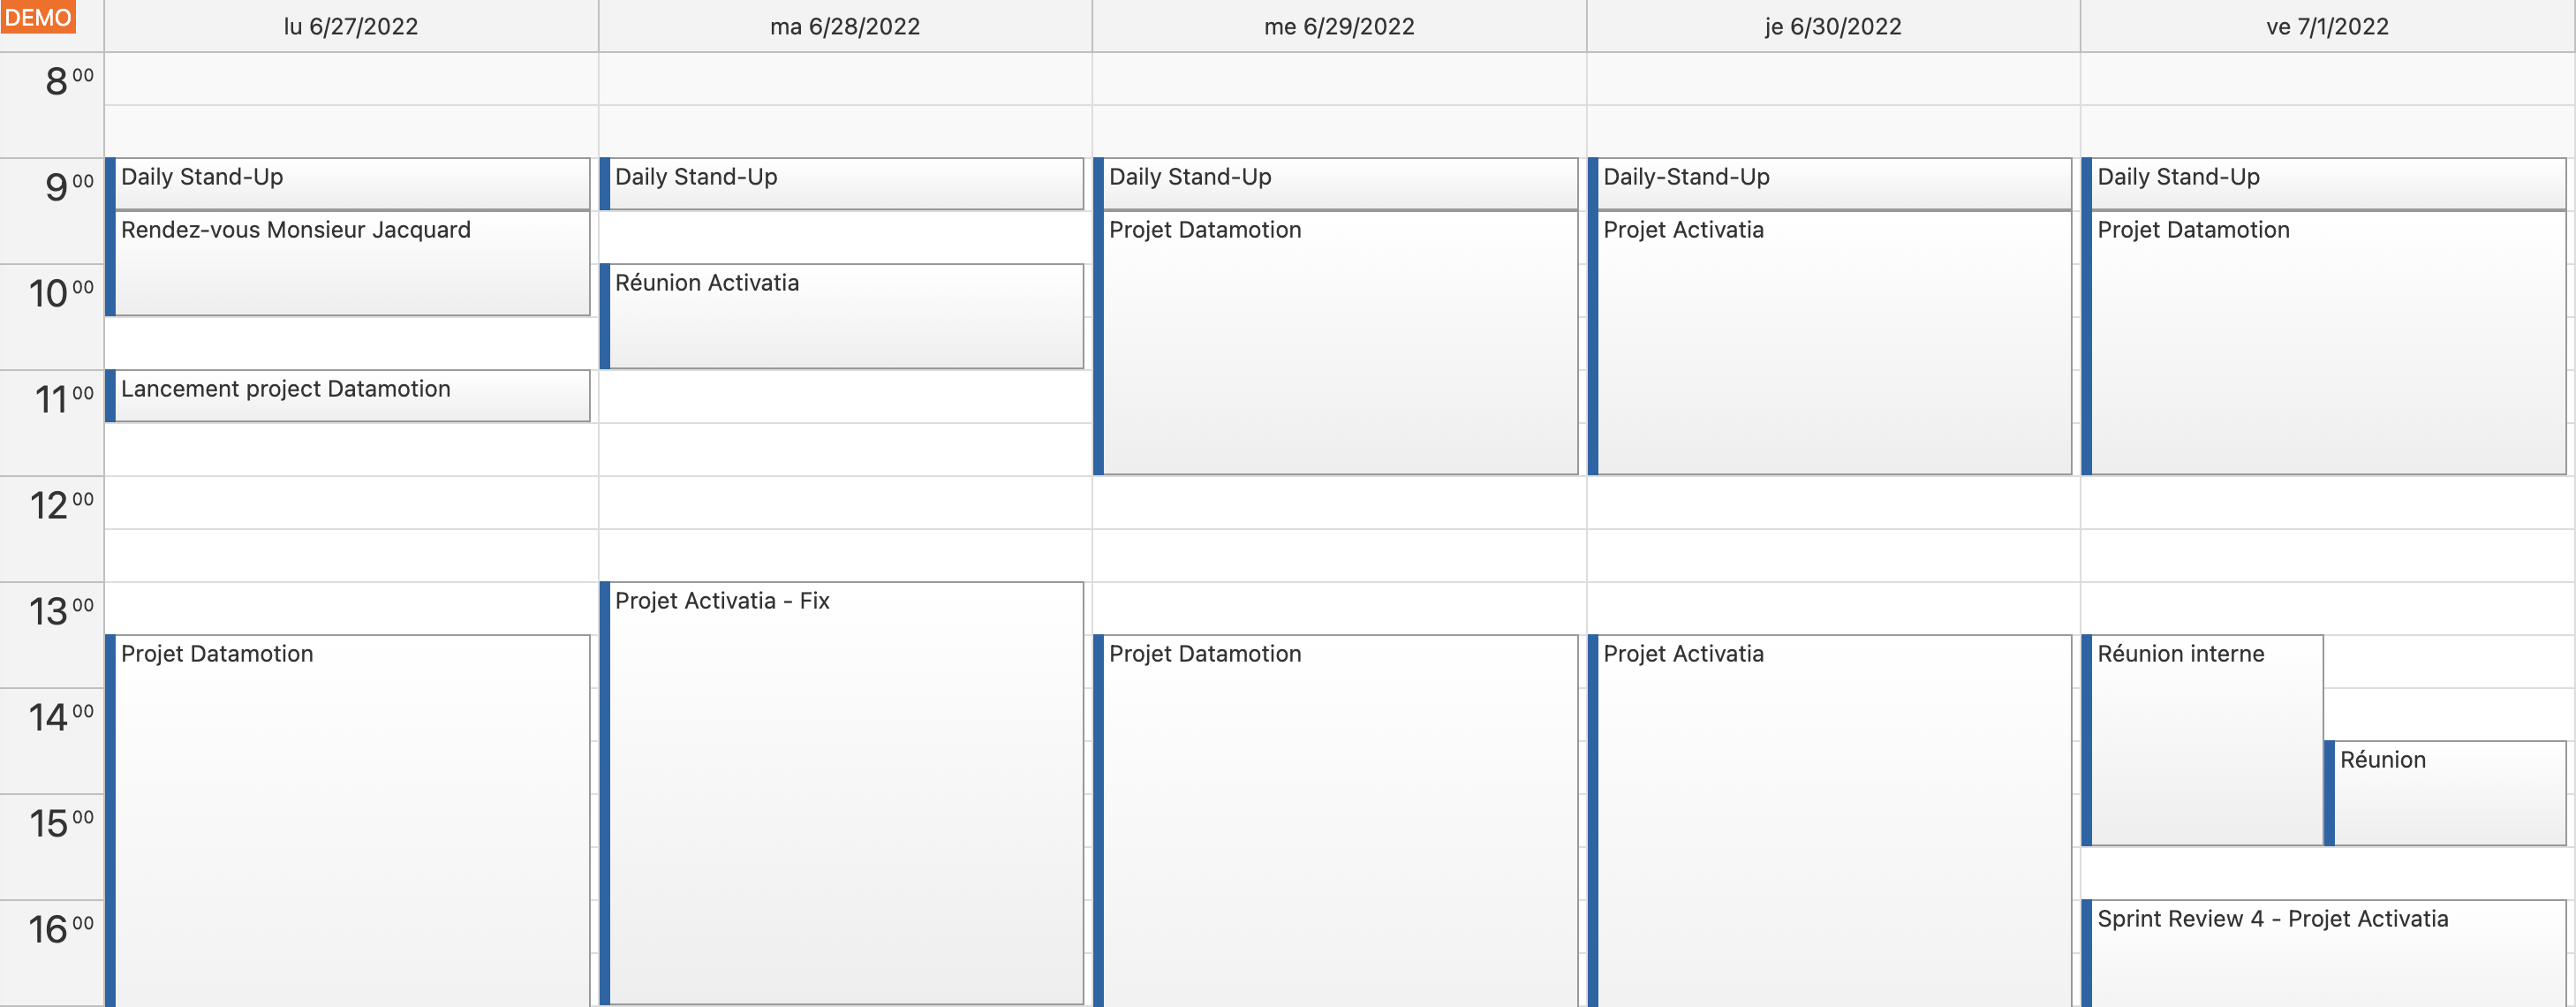 DEMO
lu 6/27/2022
ma 6/28/2022
me 6/29/2022
je 6/30/2022
ve 7/1/2022
8 00
9 00
10 00
11 00
12 00
13 00
14 00
15 00
16 00
Daily Stand-Up
Rendez-vous Monsieur Jacquard
Lancement project Datamotion
Projet Datamotion
Daily Stand-Up
Réunion Activatia
Projet Activatia - Fix
Daily Stand-Up
Projet Datamotion
Projet Datamotion
Daily-Stand-Up
Projet Activatia
Projet Activatia
Daily Stand-Up
Projet Datamotion
Réunion interne
Réunion
Sprint Review 4 - Projet Activatia